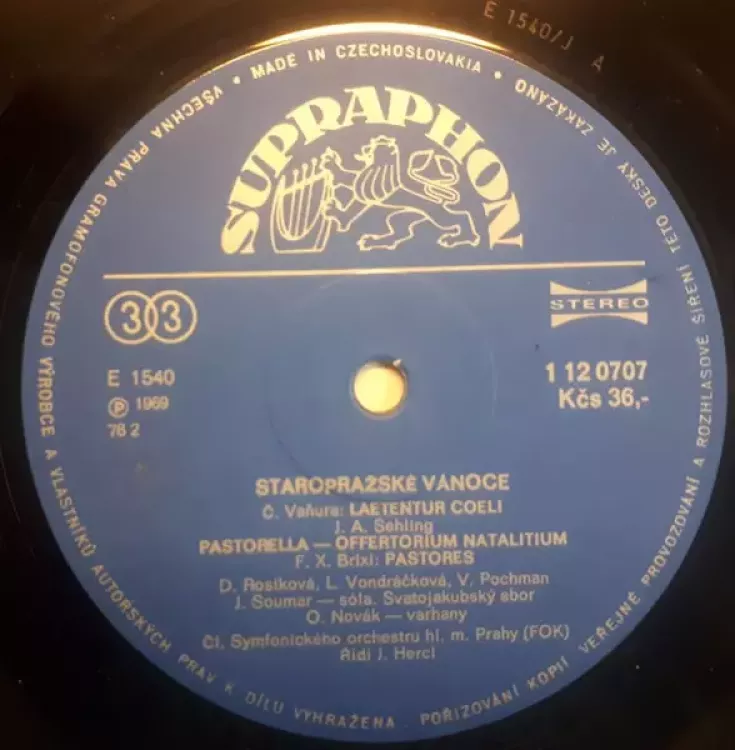 E 1540/J A
VŠECHNA PRÁVA GRAMOFONOVÉHO VÝROBCE A VLASTNÍKŮ AUTORSKÝCH PRÁV K DÍLU VYHRAŽENA. POŘIZOVÁNÍ KOPIÍ VEŘEJNÉ PROVOZOVÁNÍ A ROZHLASOVÉ ŠÍŘENÍ TÉTO DESKY JE ZAKÁZÁNO
• MADE IN CZECHOSLOVAKIA •
SUPRAPHON
33
STEREO
E 1540
Ⓟ 1969
78 2
1 12 0707
Kčs 36,-
STAROPRAŽSKÉ VÁNOCE
Č. Vaňura: LAETENTUR COELI
J. A. Sehling
PASTORELLA — OFFERTORIUM NATALITIUM
F. X. Brixi: PASTORES
D. Rosíková, L. Vondráčková, V. Pochman
J. Soumar — sóla. Svatojakubský sbor
O. Novák — varhany
Čl. Symfonického orchestru hl. m. Prahy (FOK)
Řídí J. Hercl